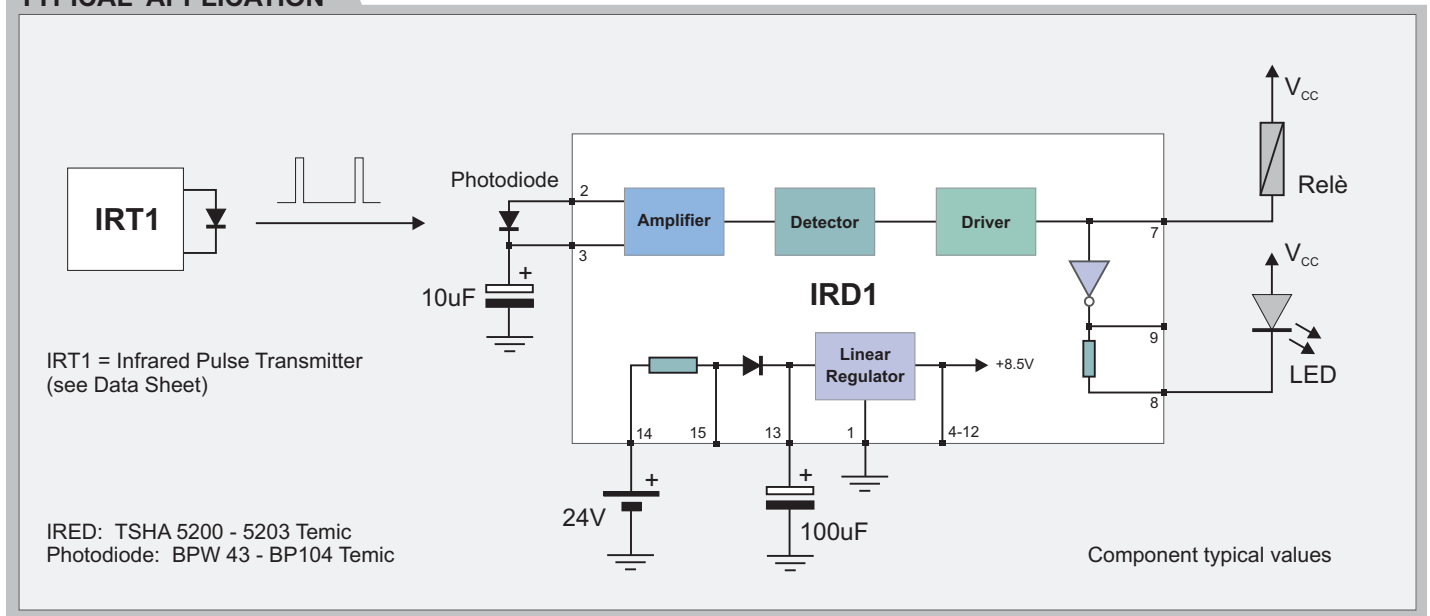 TYPICAL APPLICATION
IRT1
Photodiode
2
3
+
10uF
Amplifier
Detector
Driver
IRD1
7
9
8
Vcc
Relè
Vcc
LED
IRT1 = Infrared Pulse Transmitter
(see Data Sheet)
Linear
Regulator
+8.5V
14
15
13
1
4-12
+
24V
+
100uF
IRED: TSHA 5200 - 5203 Temic
Photodiode: BPW 43 - BP104 Temic
Component typical values